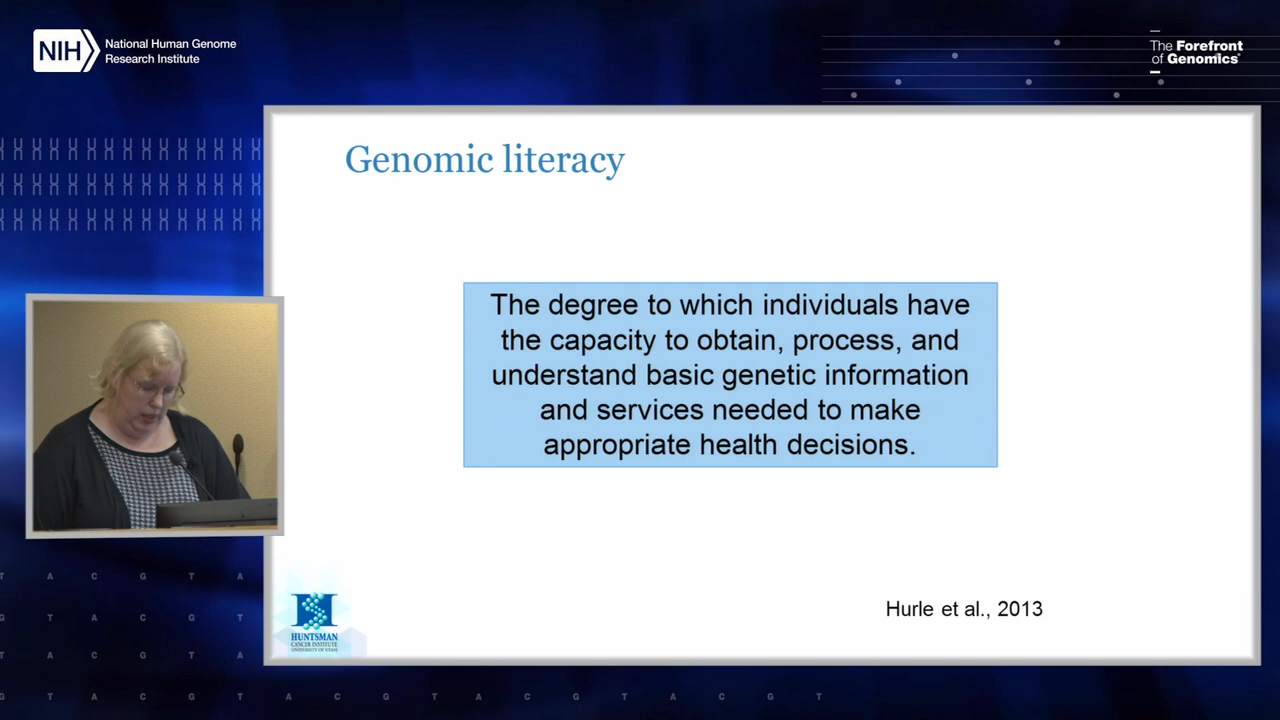 NIH
National Human Genome
Research Institute
The Forefront
of Genomics®
Genomic literacy
The degree to which individuals have
the capacity to obtain, process, and
understand basic genetic information
and services needed to make
appropriate health decisions.
Hurle et al., 2013
HUNTSMAN
CANCER INSTITUTE
UNIVERSITY OF UTAH
T A C G T A
G T A C G T
T A C G T A
G T A C G T A C G T A C G T A C G T